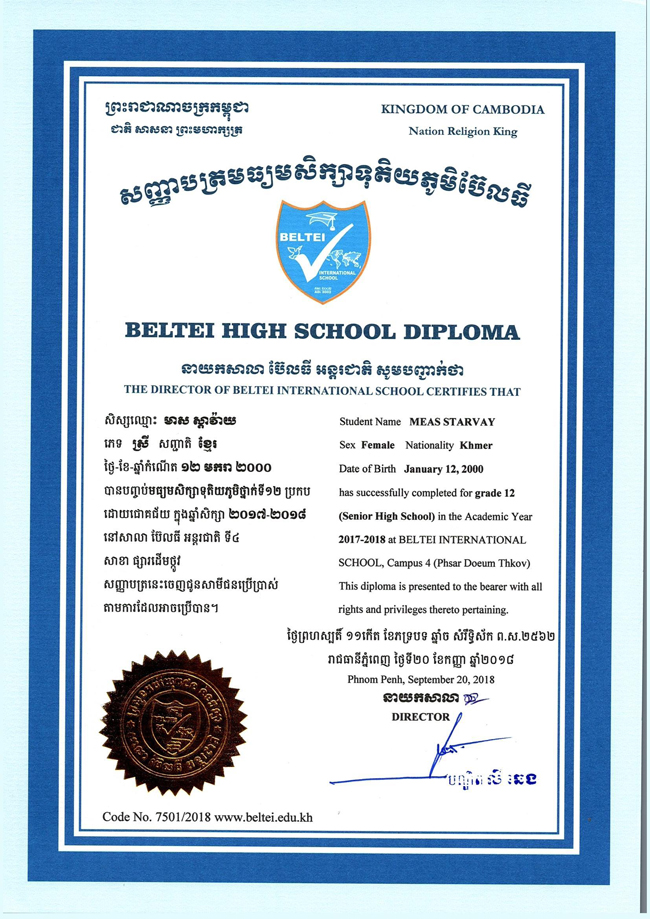 ព្រះរាជាណាចក្រកម្ពុជា
ជាតិ សាសនា ព្រះមហាក្សត្រ
KINGDOM OF CAMBODIA
Nation Religion King
សញ្ញាបត្រមធ្យមសិក្សាទុតិយភូមិប៊ែលធី
BELTEI
INTERNATIONAL
SCHOOL
BELTEI HIGH SCHOOL DIPLOMA
នាយកសាលា ប៊ែលធី អន្តរជាតិ សូមបញ្ជាក់ថា
THE DIRECTOR OF BELTEI INTERNATIONAL SCHOOL CERTIFIES THAT
សិស្សឈ្មោះ មាស ស្តាវ៉ាយ
ភេទ ស្រី សញ្ជាតិ ខ្មែរ
ថ្ងៃ-ខែ-ឆ្នាំកំណើត ១២ មករា ២០០០
បានបញ្ចប់មធ្យមសិក្សាទុតិយភូមិថ្នាក់ទី១២ ប្រកប
ដោយជោគជ័យ ក្នុងឆ្នាំសិក្សា ២០១៧-២០១៨
នៅសាលា ប៊ែលធី អន្តរជាតិ ទី៤
សាខា ផ្សារដើមថ្កូវ
សញ្ញាបត្រនេះចេញជូនសាមីជនប្រើប្រាស់
តាមការដែលអាចប្រើបាន។
Student Name MEAS STARVAY
Sex Female Nationality Khmer
Date of Birth January 12, 2000
has successfully completed for grade 12
(Senior High School) in the Academic Year
2017-2018 at BELTEI INTERNATIONAL
SCHOOL, Campus 4 (Phsar Doeum Thkov)
This diploma is presented to the bearer with all
rights and privileges thereto pertaining.
ថ្ងៃព្រហស្បតិ៍ ១១កើត ខែភទ្របទ ឆ្នាំច សំរឹទ្ធិស័ក ព.ស.២៥៦២
រាជធានីភ្នំពេញ ថ្ងៃទី២០ ខែកញ្ញា ឆ្នាំ២០១៨
Phnom Penh, September 20, 2018
នាយកសាលា
DIRECTOR
បណ្ឌិត លី ឆេង
Code No. 7501/2018 www.beltei.edu.kh